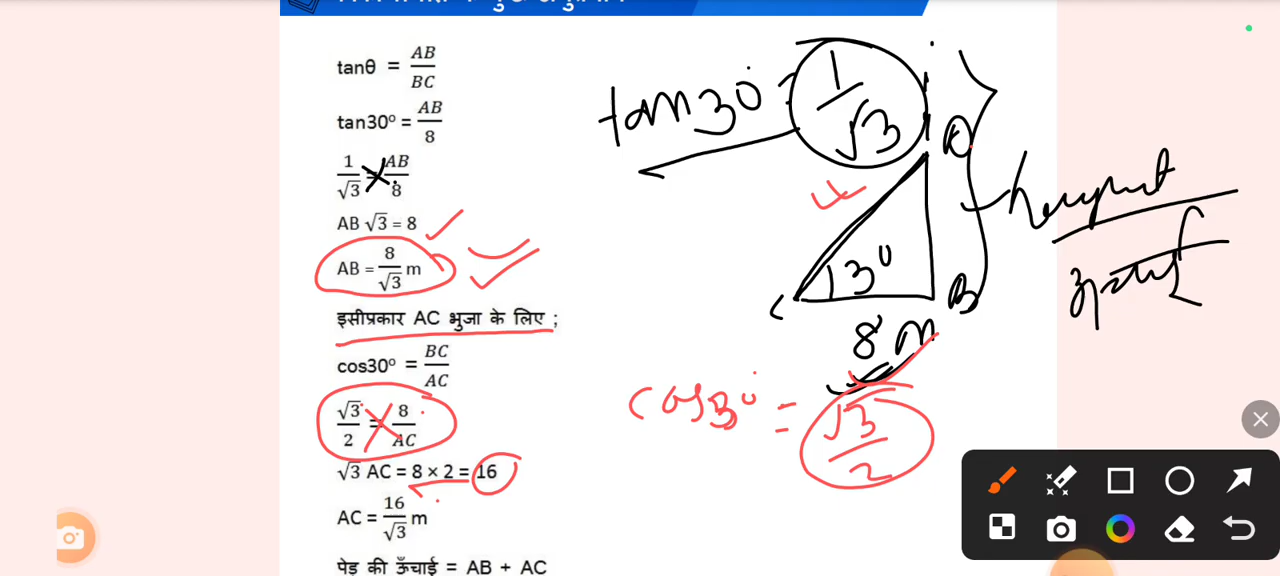 tanθ = AB/BC
tan30° = AB/8
1/√3 = AB/8
AB √3 = 8
AB = 8/√3 m
इसीप्रकार AC भुजा के लिए ;
cos30° = BC/AC
√3/2 = 8/AC
√3 AC = 8 × 2 = 16
AC = 16/√3 m
पेड़ की ऊँचाई = AB + AC
tan30° = 1/√3
B
C
30
8 m
cos30° = √3/2